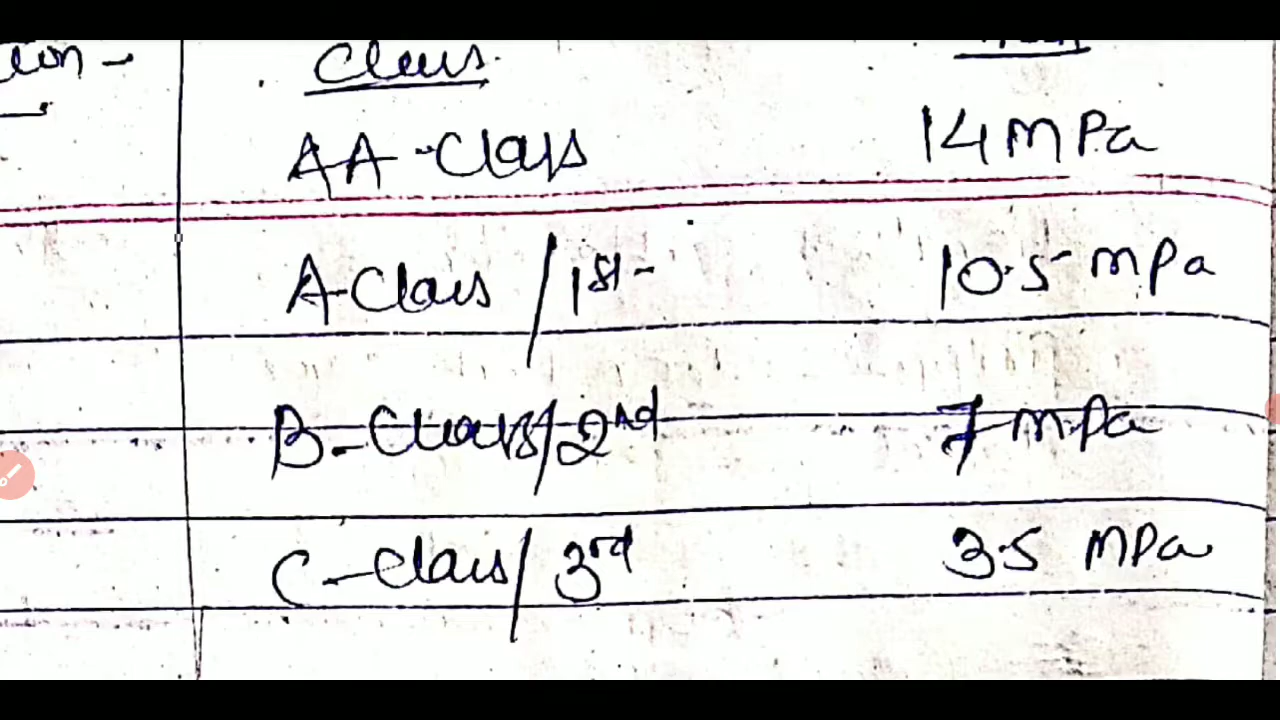 Class
AA-Class 14 MPa
A-Class / 1st 10.5 MPa
B-Class / 2nd 7 MPa
C-Class / 3rd 3.5 MPa